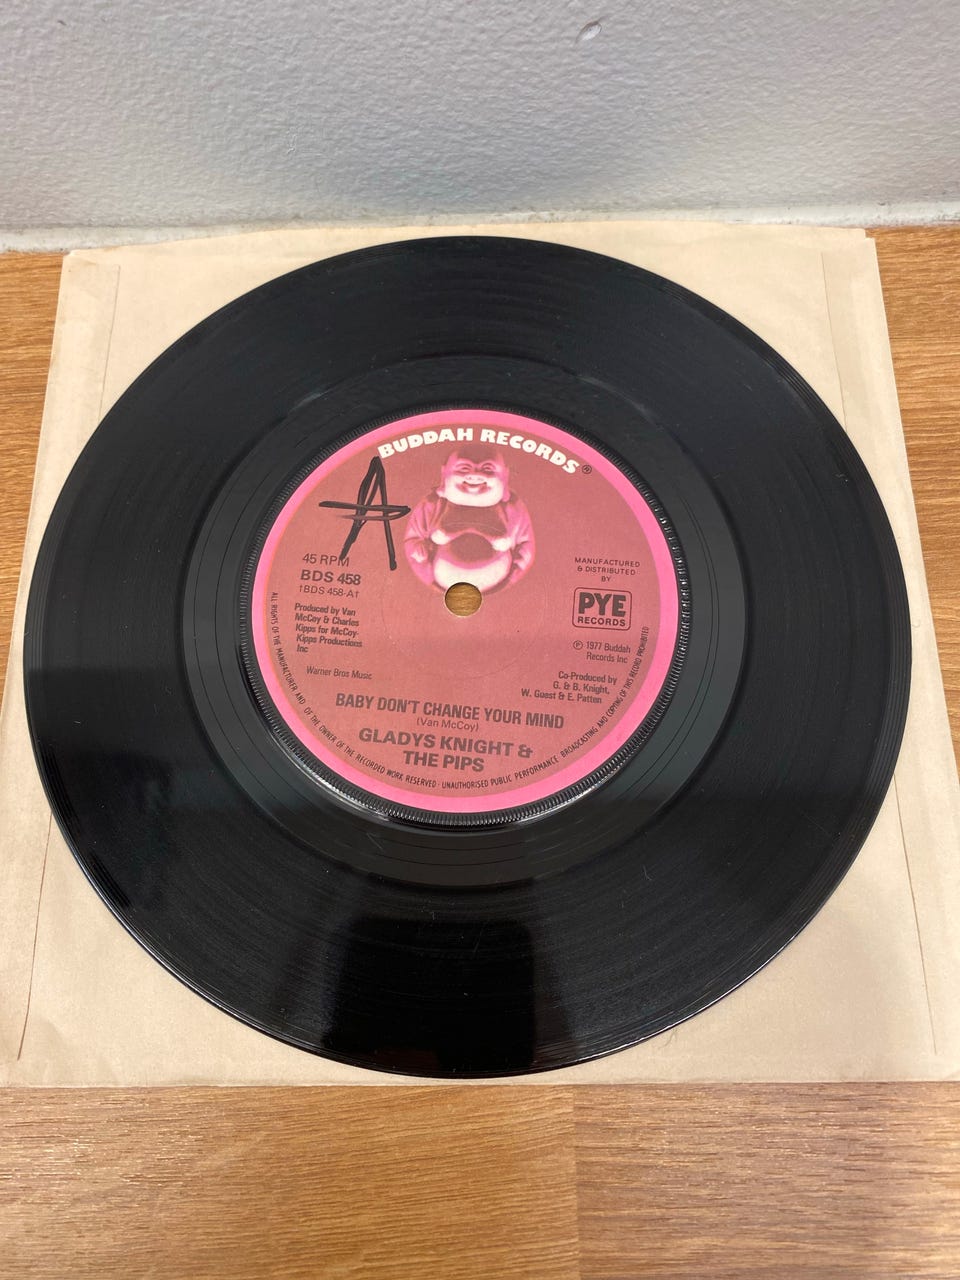 BUDDAH RECORDS ®
A
45 RPM
BDS 458
†BDS 458-A†
Produced by Van
McCoy & Charles
Kipps for McCoy-
Kipps Productions
Inc
Warner Bros Music
MANUFACTURED
& DISTRIBUTED
BY
PYE
RECORDS
℗ 1977 Buddah
Records Inc
Co-Produced by
G. & B. Knight,
W. Guest & E. Patten
BABY DON'T CHANGE YOUR MIND
(Van McCoy)
GLADYS KNIGHT &
THE PIPS
ALL RIGHTS OF THE MANUFACTURER AND OF THE OWNER OF THE RECORDED WORK RESERVED · UNAUTHORISED PUBLIC PERFORMANCE BROADCASTING AND COPYING OF THIS RECORD PROHIBITED